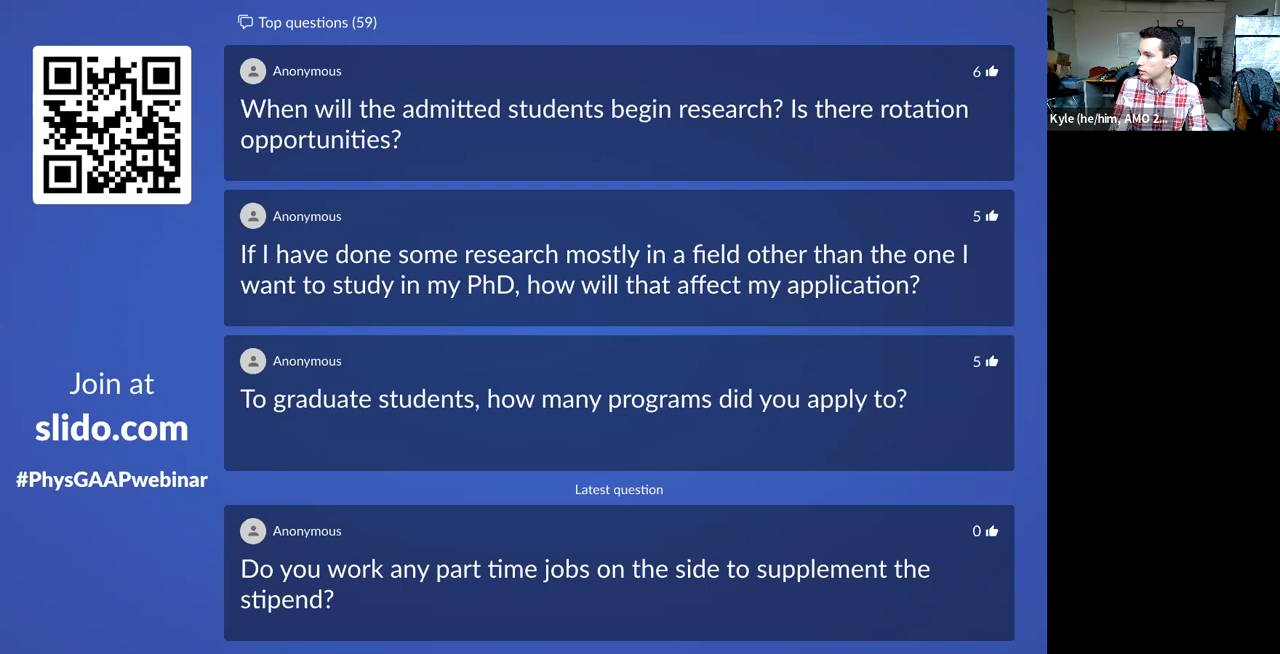 Top questions (59)
Anonymous
6
When will the admitted students begin research? Is there rotation
opportunities?
Anonymous
5
If I have done some research mostly in a field other than the one I
want to study in my PhD, how will that affect my application?
Anonymous
5
To graduate students, how many programs did you apply to?
Latest question
Anonymous
0
Do you work any part time jobs on the side to supplement the
stipend?
Join at
slido.com
#PhysGAAPwebinar
Kyle (he/him, AMO 2...